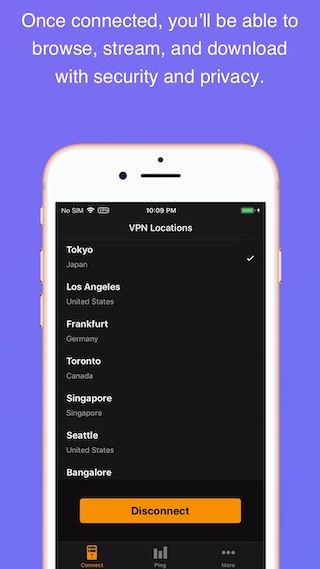 Once connected, you’ll be able to
browse, stream, and download
with security and privacy.
No SIM VPN 10:09 PM
VPN Locations
Tokyo
Japan
Los Angeles
United States
Frankfurt
Germany
Toronto
Canada
Singapore
Singapore
Seattle
United States
Bangalore
Disconnect
Connect Ping More